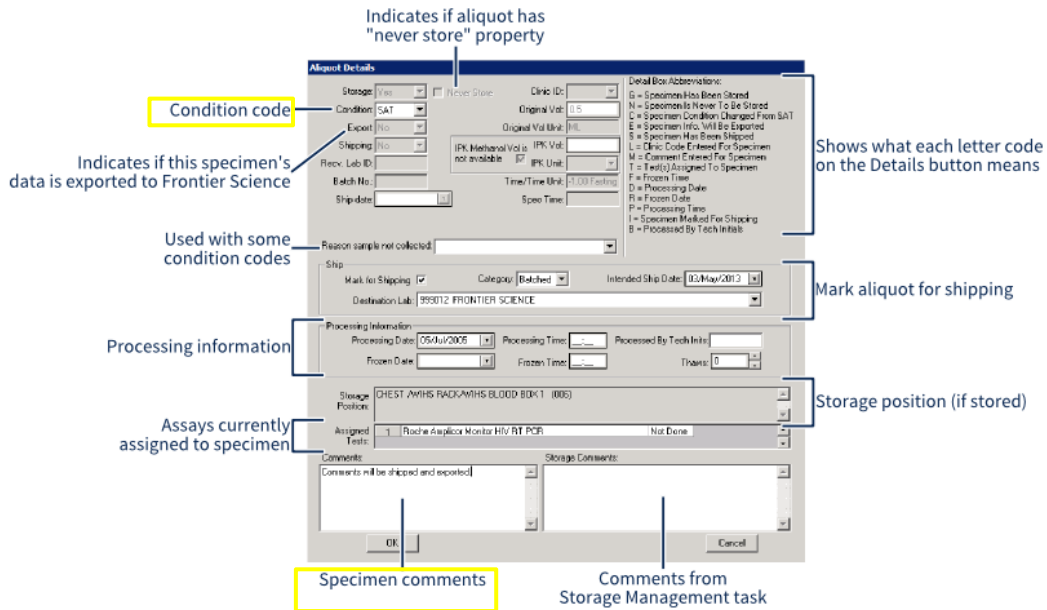 Indicates if aliquot has
"never store" property
Aliquot Details
Storage: Yes Never Store Clinic ID:
Condition: SAT Original Vol: 0.5
Export: No Original Vol Unit: ML
Shipping: No IPK Methanol Vol is not available IPK Vol:
Recv. Lab ID: IPK Unit:
Batch No.: Time/Time Unit: -1.00 Fasting
Ship-date: Spec Time:
Detail Box Abbreviations:
G = Specimen Has Been Stored
N = Specimen Is Never To Be Stored
C = Specimen Condition Changed From SAT
E = Specimen Info. Will Be Exported
S = Specimen Has Been Shipped
L = Clinic Code Entered For Specimen
M = Comment Entered For Specimen
T = Test(s) Assigned To Specimen
F = Frozen Time
D = Processing Date
R = Frozen Date
P = Processing Time
I = Specimen Marked For Shipping
B = Processed By Tech Initials
Condition code
Indicates if this specimen's
data is exported to Frontier Science
Shows what each letter code
on the Details button means
Used with some
condition codes
Reason sample not collected:
Ship
Mark for Shipping Category: Batched Intended Ship Date: 03/May/2013
Destination Lab: 999012 FRONTIER SCIENCE
Mark aliquot for shipping
Processing information
Processing Information
Processing Date: 05/Jul/2005 Processing Time: __:__ Processed By Tech Inits:
Frozen Date: Frozen Time: __:__ Thaws: 0
Storage Position: CHEST /WIHS RACK/WIHS BLOOD BOX 1 (006)
Storage position (if stored)
Assays currently
assigned to specimen
Assigned Tests: 1 Roche Amplicor Monitor HIV RT PCR Not Done
Comments: Storage Comments:
Comments will be shipped and exported
OK Cancel
Specimen comments
Comments from
Storage Management task